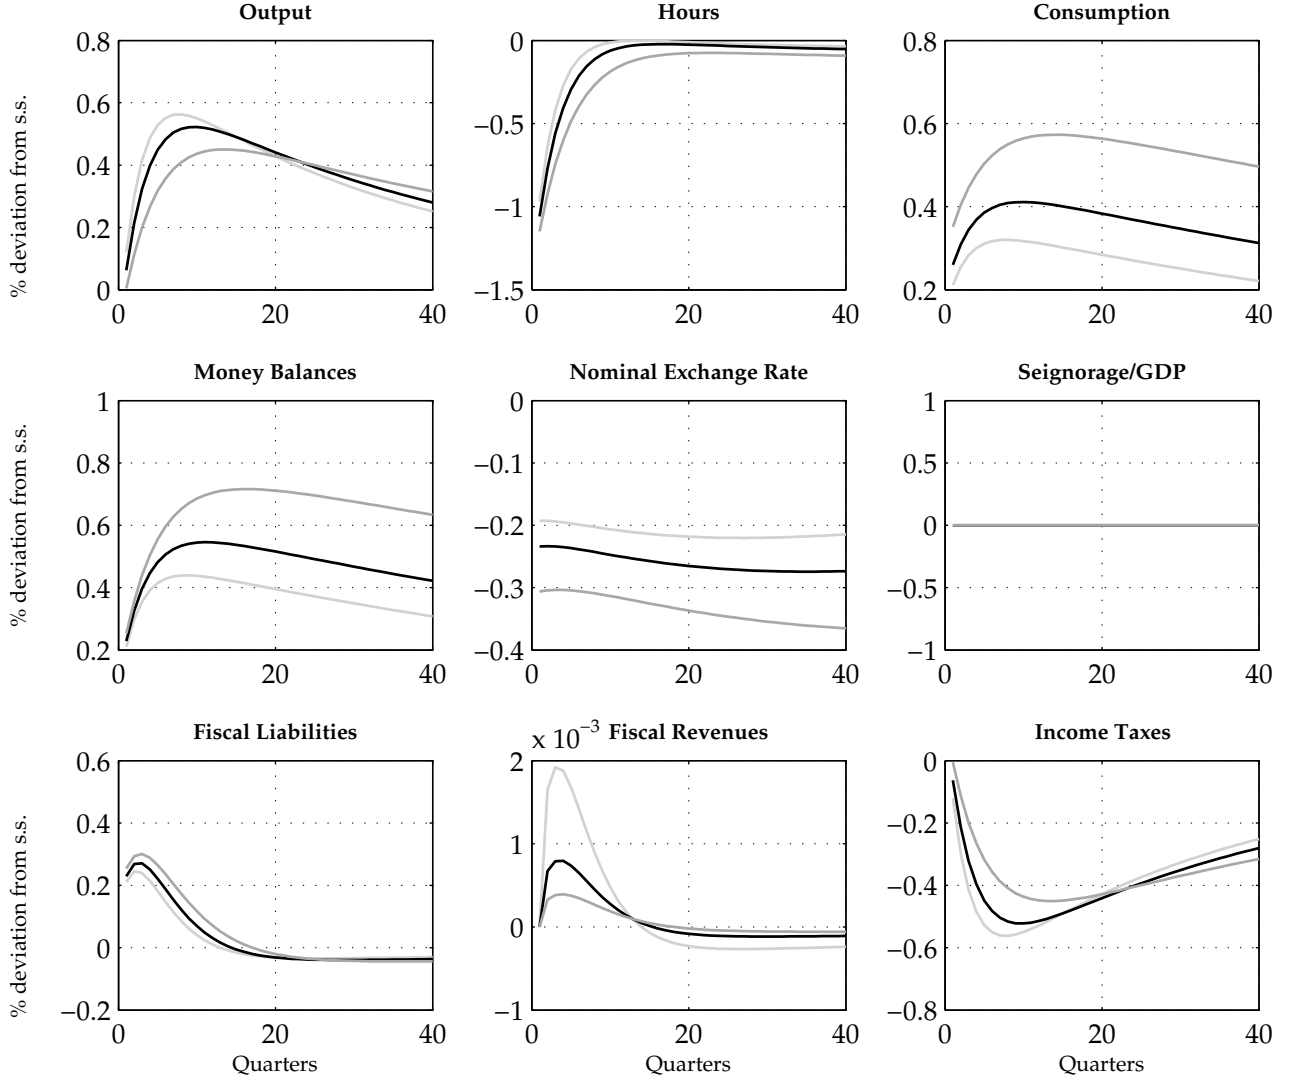 Output Hours Consumption
% deviation from s.s.
0.8
0.6
0.4
0.2
0
0 20 40
0
−0.5
−1
−1.5
0 20 40
0.8
0.6
0.4
0.2
0 20 40
Money Balances Nominal Exchange Rate Seignorage/GDP
% deviation from s.s.
1
0.8
0.6
0.4
0.2
0 20 40
0
−0.1
−0.2
−0.3
−0.4
0 20 40
1
0.5
0
−0.5
−1
0 20 40
Fiscal Liabilities x 10−3 Fiscal Revenues Income Taxes
% deviation from s.s.
0.6
0.4
0.2
0
−0.2
0 20 40
Quarters
2
1
0
−1
0 20 40
Quarters
0
−0.2
−0.4
−0.6
−0.8
0 20 40
Quarters